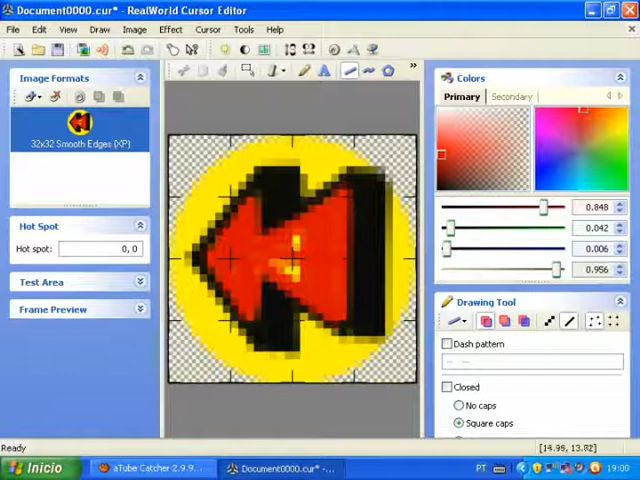 Document0000.cur* - RealWorld Cursor Editor
File Edit View Draw Image Effect Cursor Tools Help
Image Formats
32x32 Smooth Edges [XP]
Hot Spot
Hot spot: 0, 0
Test Area
Frame Preview
Colors
Primary Secondary
0.848
0.042
0.006
0.956
Drawing Tool
Dash pattern
Closed
No caps
Square caps
Ready
[14.99, 13.82]
Inicio
aTube Catcher 2.9.9...
Document0000.cur* -...
PT
19:00